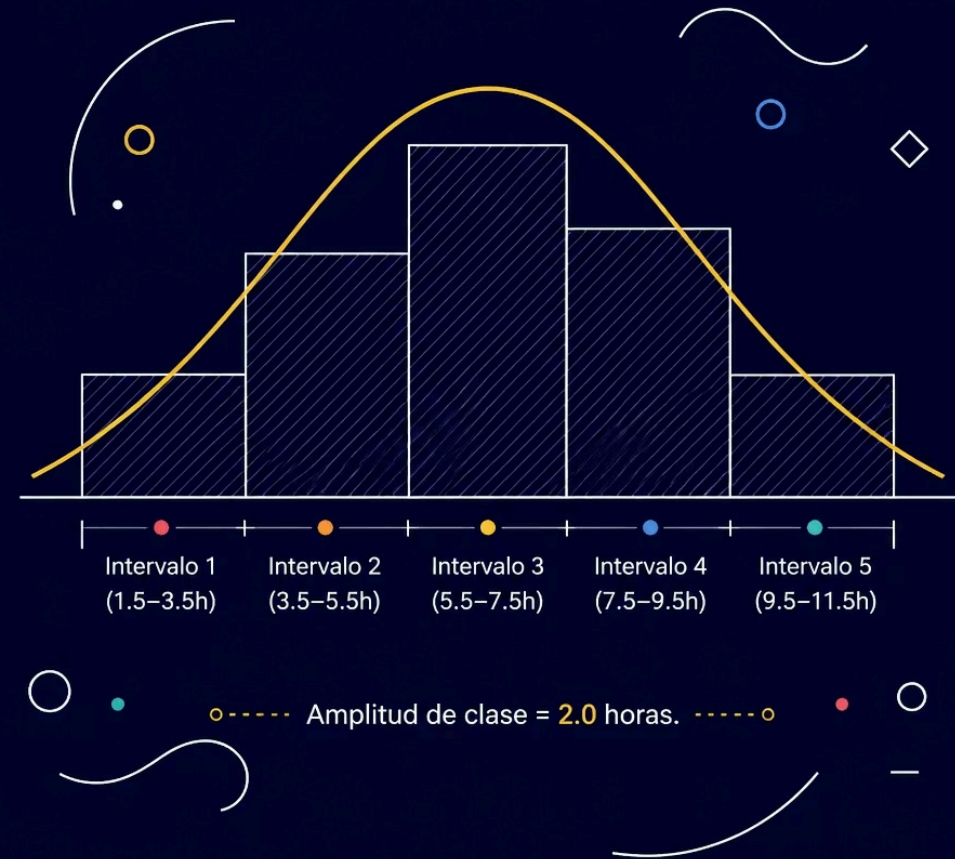 Intervalo 1
(1.5–3.5h)
Intervalo 2
(3.5–5.5h)
Intervalo 3
(5.5–7.5h)
Intervalo 4
(7.5–9.5h)
Intervalo 5
(9.5–11.5h)
Amplitud de clase = 2.0 horas.